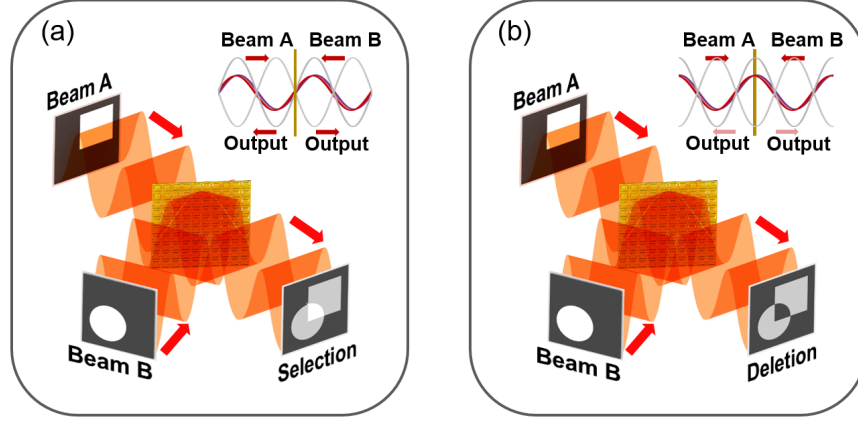 (a)
Beam A Beam B
Output Output
Beam A
Beam B
Selection
(b)
Beam A Beam B
Output Output
Beam A
Beam B
Deletion